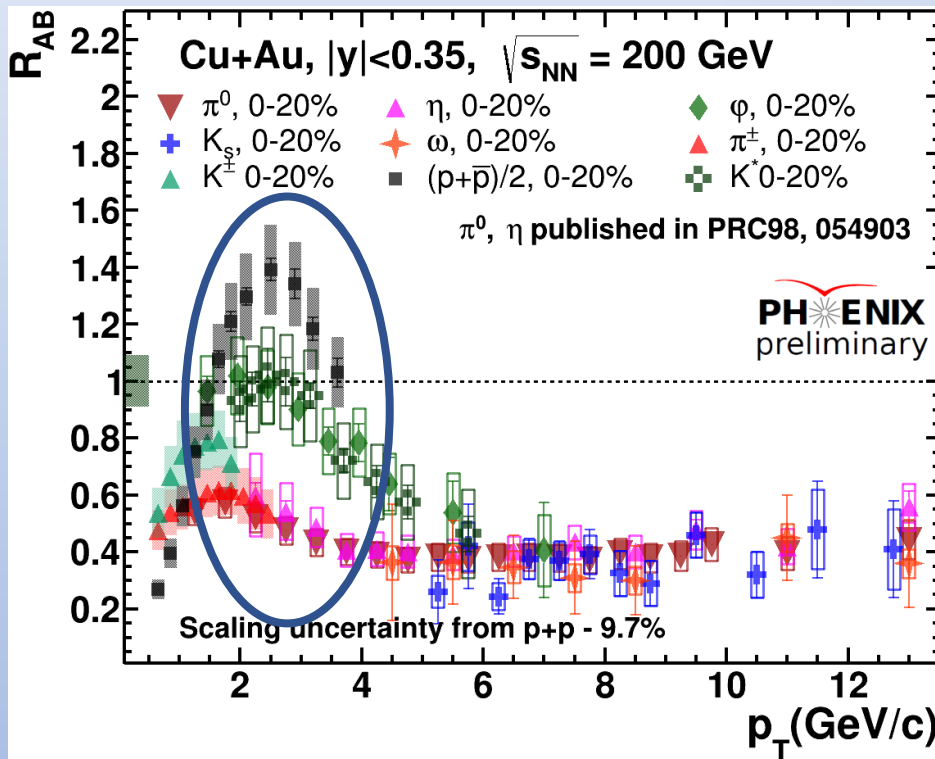 R_AB
Cu+Au, |y|<0.35, √s_NN = 200 GeV
π⁰, 0-20%
η, 0-20%
φ, 0-20%
K_s, 0-20%
ω, 0-20%
π±, 0-20%
K± 0-20%
(p+p̅)/2, 0-20%
K*0-20%
π⁰, η published in PRC98, 054903
PHENIX
preliminary
2.2
2
1.8
1.6
1.4
1.2
1
0.8
0.6
0.4
0.2
Scaling uncertainty from p+p - 9.7%
2 4 6 8 10 12
p_T(GeV/c)